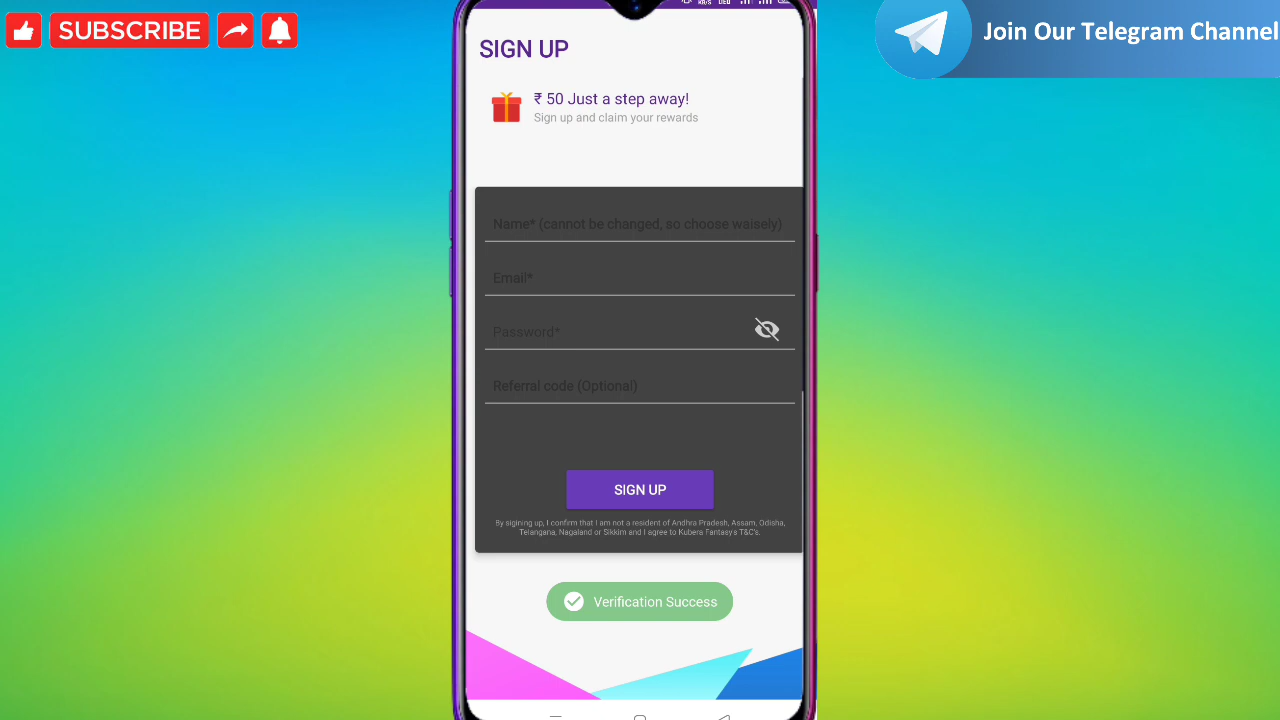 SUBSCRIBE
Join Our Telegram Channel
SIGN UP
₹ 50 Just a step away!
Sign up and claim your rewards
Name* (cannot be changed, so choose waisely)
Email*
Password*
Referral code (Optional)
SIGN UP
By sigining up, I confirm that I am not a resident of Andhra Pradesh, Assam, Odisha,
Telangana, Nagaland or Sikkim and I agree to Kubera Fantasy's T&C's.
Verification Success